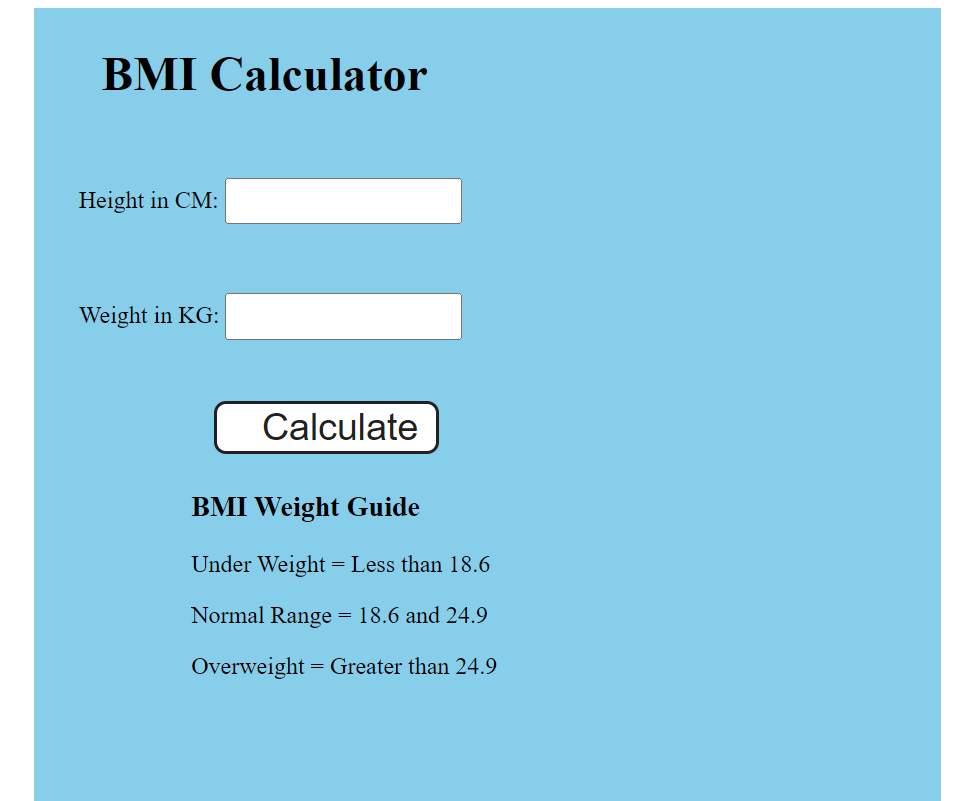 BMI Calculator
Height in CM:
Weight in KG:
Calculate
BMI Weight Guide
Under Weight = Less than 18.6
Normal Range = 18.6 and 24.9
Overweight = Greater than 24.9